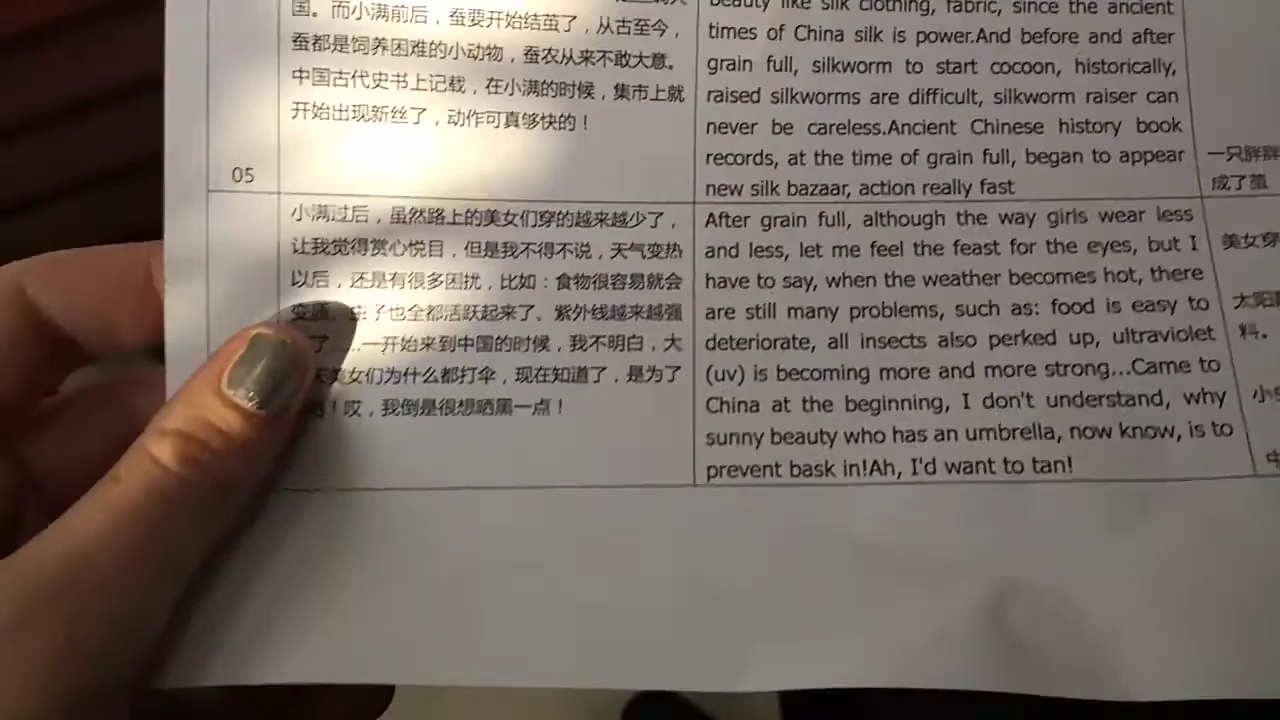 国。而小满前后，蚕要开始结茧了，从古至今，
蚕都是饲养困难的小动物，蚕农从来不敢大意。
中国古代史书上记载，在小满的时候，集市上就
开始出现新丝了，动作可真够快的！
beauty like silk clothing, fabric, since the ancient
times of China silk is power.And before and after
grain full, silkworm to start cocoon, historically,
raised silkworms are difficult, silkworm raiser can
never be careless.Ancient Chinese history book
records, at the time of grain full, began to appear
new silk bazaar, action really fast
一只胖胖
成了茧
05
小满过后，虽然路上的美女们穿的越来越少了，
让我觉得赏心悦目，但是我不得不说，天气变热
以后，还是有很多困扰，比如：食物很容易就会
子也全都活跃起来了、紫外线越来越强
了……一开始来到中国的时候，我不明白，大
美女们为什么都打伞，现在知道了，是为了
！哎，我倒是很想晒黑一点！
After grain full, although the way girls wear less
and less, let me feel the feast for the eyes, but I
have to say, when the weather becomes hot, there
are still many problems, such as: food is easy to
deteriorate, all insects also perked up, ultraviolet
(uv) is becoming more and more strong...Came to
China at the beginning, I don't understand, why
sunny beauty who has an umbrella, now know, is to
prevent bask in!Ah, I'd want to tan!
美女穿
太阳
料。
小